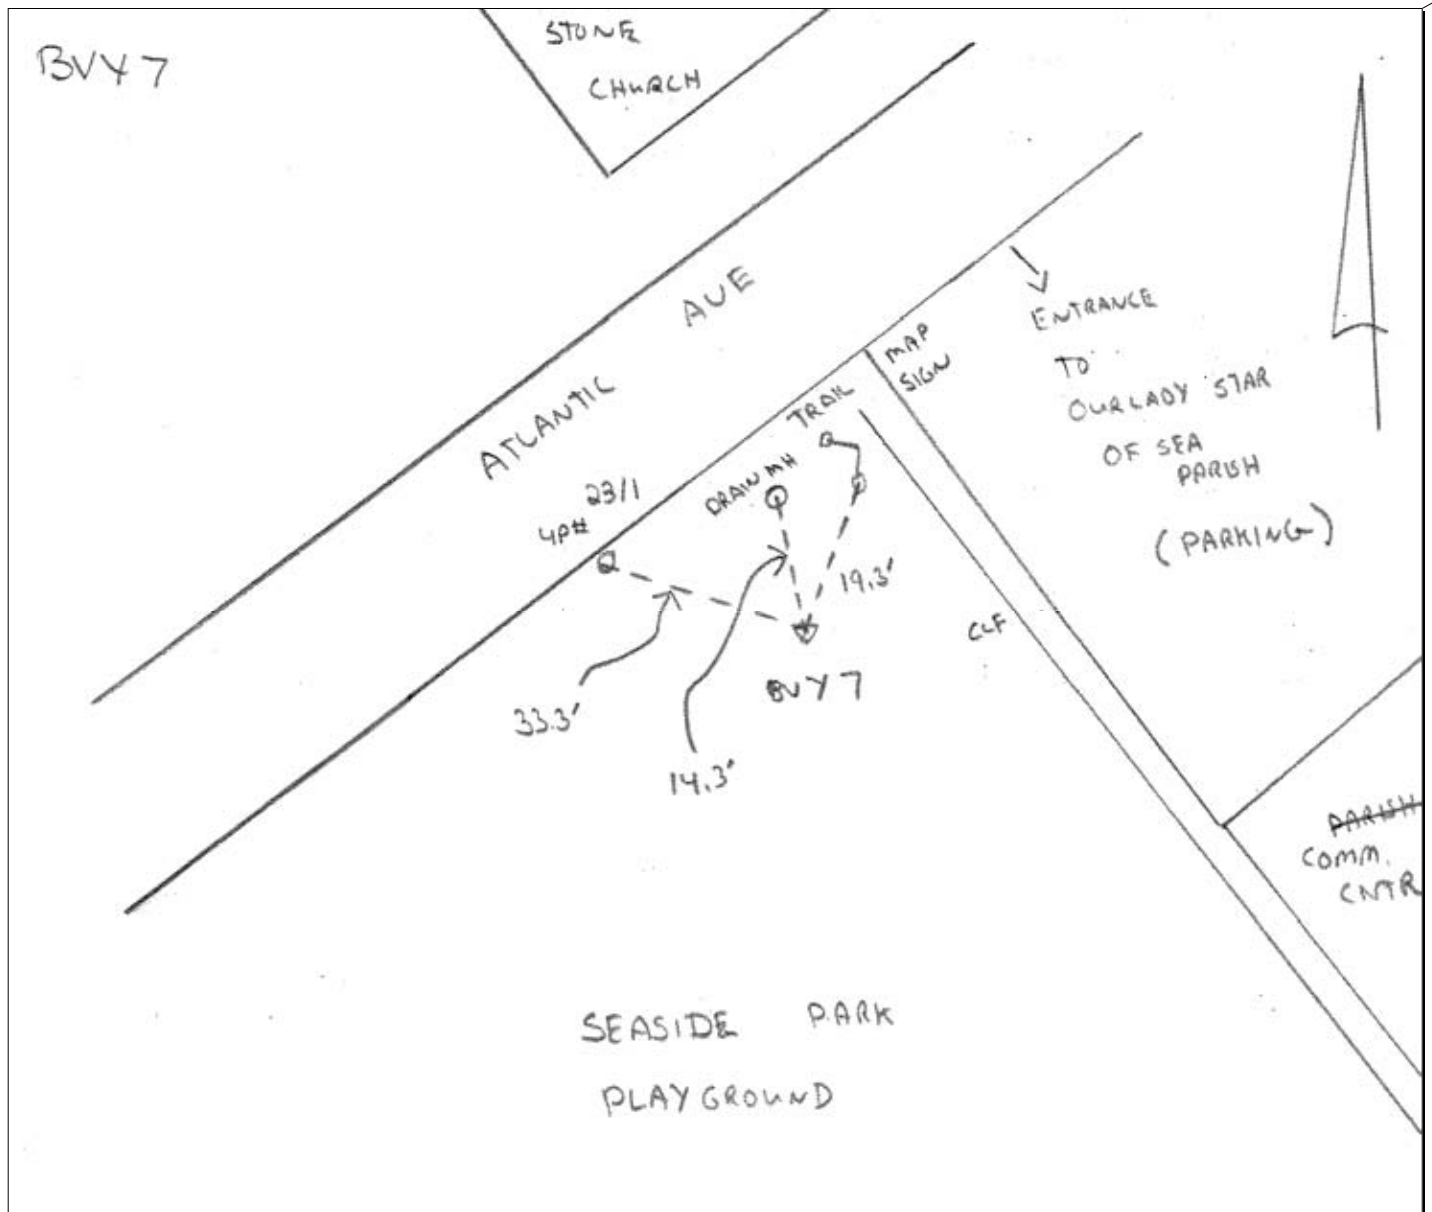 BVY 7
STONE
CHURCH
ATLANTIC AVE
MAP
SIGN
TRAIL
ENTRANCE
TO
OUR LADY STAR
OF SEA
PARISH
(PARKING)
DRAIN MH
23/1
UP#
19.3'
CLF
BVY 7
33.3'
14.3'
PARISH
COMM.
CNTR
SEASIDE PARK
PLAYGROUND